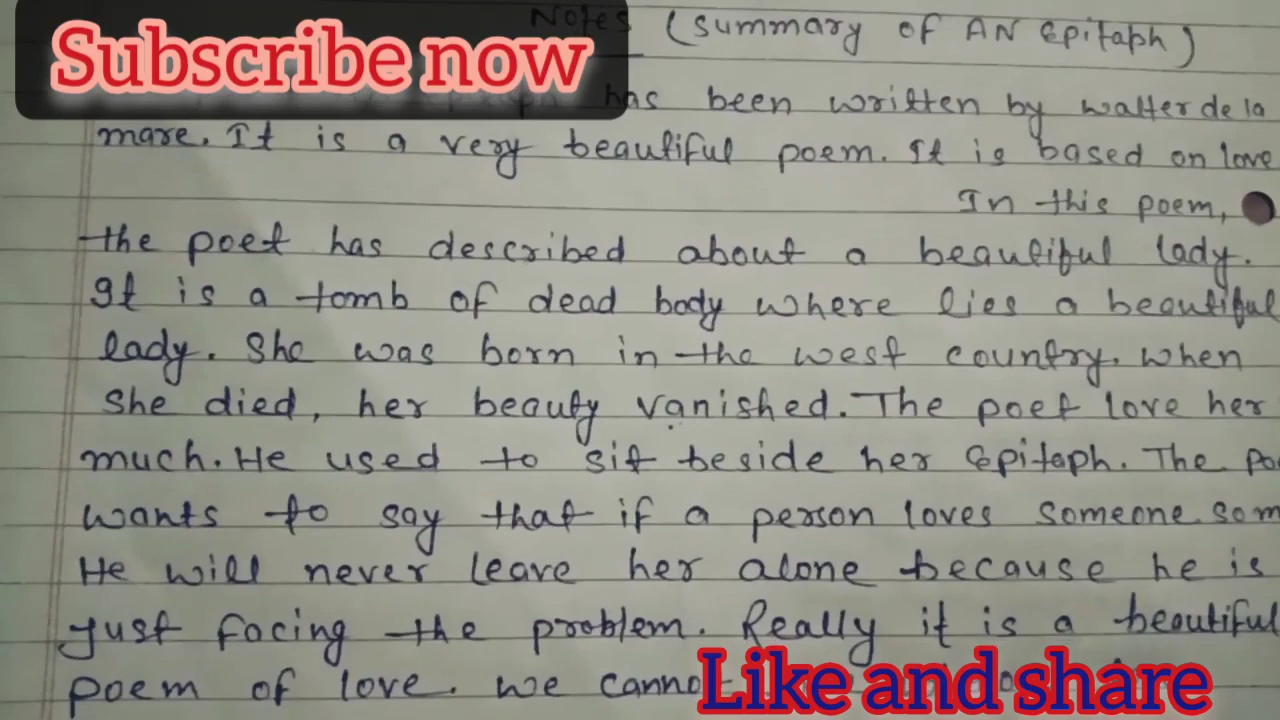 Notes (Summary of AN Epitaph)
Subscribe now
has been written by walter de la
mare. It is a very beautiful poem. It is based on love
In this poem,
the poet has described about a beautiful lady.
It is a tomb of dead body where lies a beautiful
lady. She was born in the west country. when
She died, her beauty vanished. The poet love her
much. He used to sit beside her Epitaph. The
wants to say that if a person loves someone.
He will never leave her alone because he is
just facing the problem. Really it is a beautiful
poem of love. we
Like and share